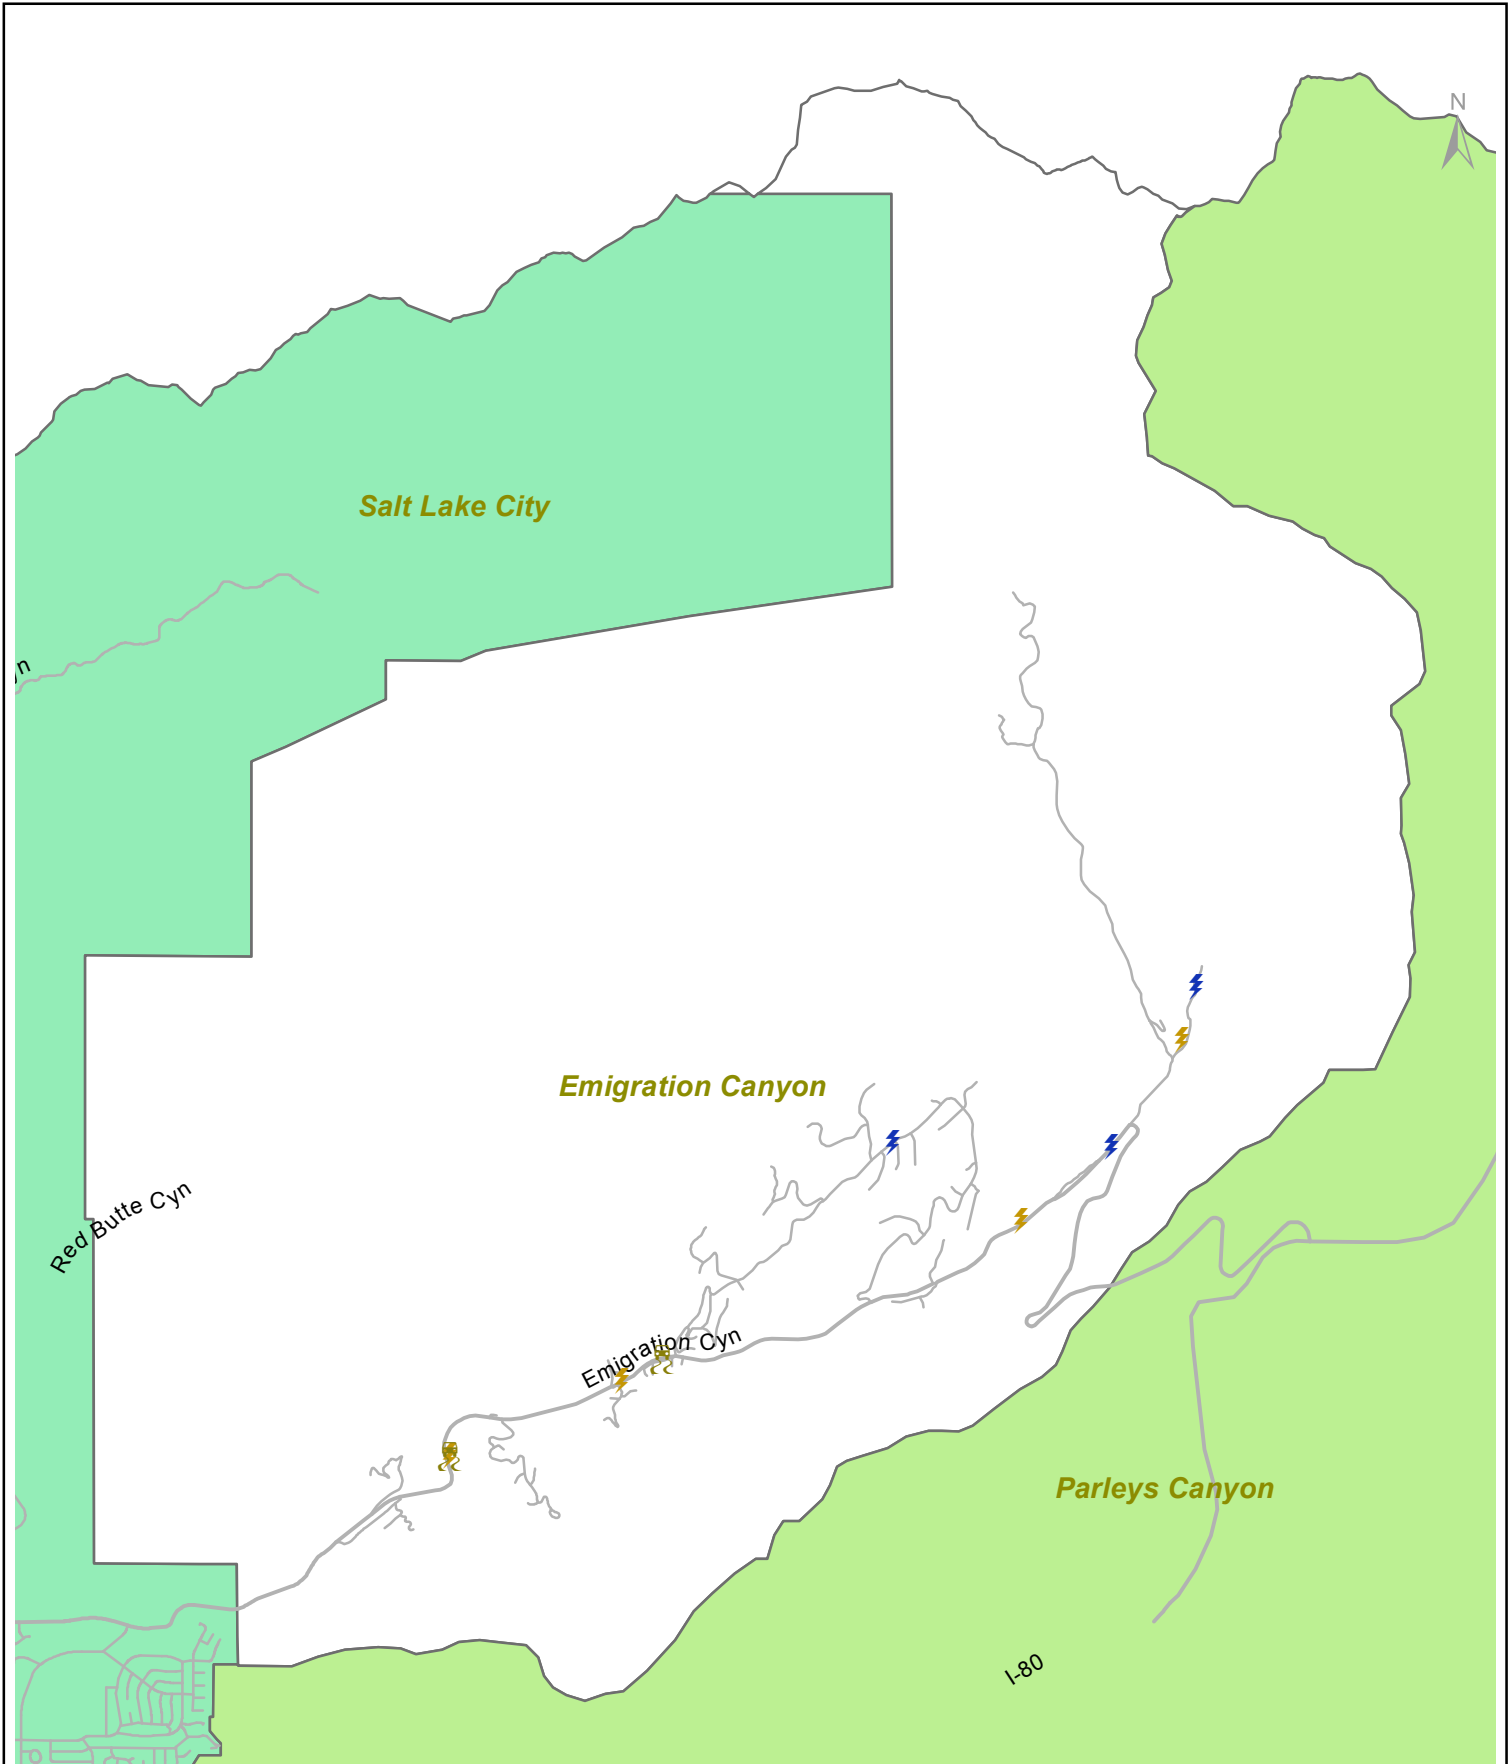 N
Salt Lake City
Emigration Canyon
Red Butte Cyn
Emigration Cyn
Parleys Canyon
I-80